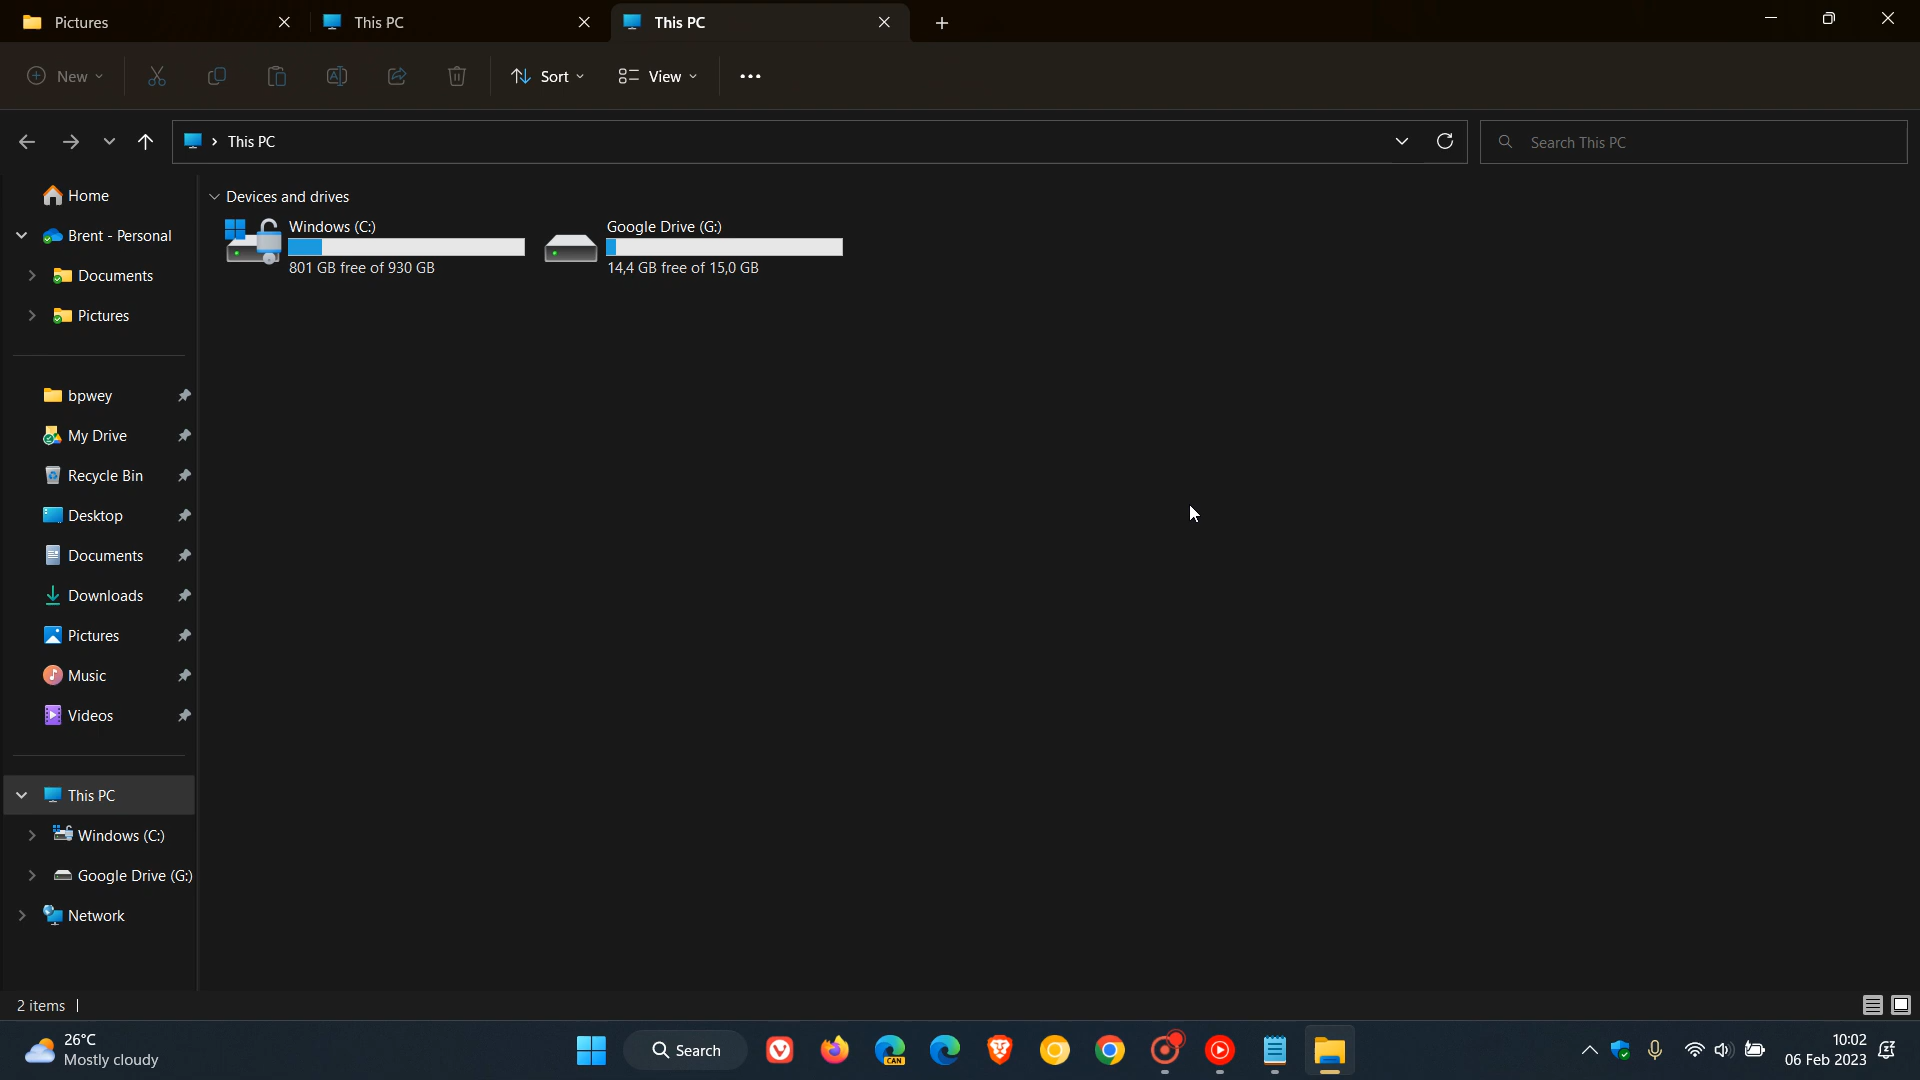 Pictures
This PC
This PC
New
Sort
View
This PC
Search This PC
Home
Brent - Personal
Documents
Pictures
bpwey
My Drive
Recycle Bin
Desktop
Documents
Downloads
Pictures
Music
Videos
This PC
Windows (C:)
Google Drive (G:)
Network
Devices and drives
Windows (C:)
801 GB free of 930 GB
Google Drive (G:)
14,4 GB free of 15,0 GB
2 items
26°C
Mostly cloudy
Search
CAN
10:02
06 Feb 2023